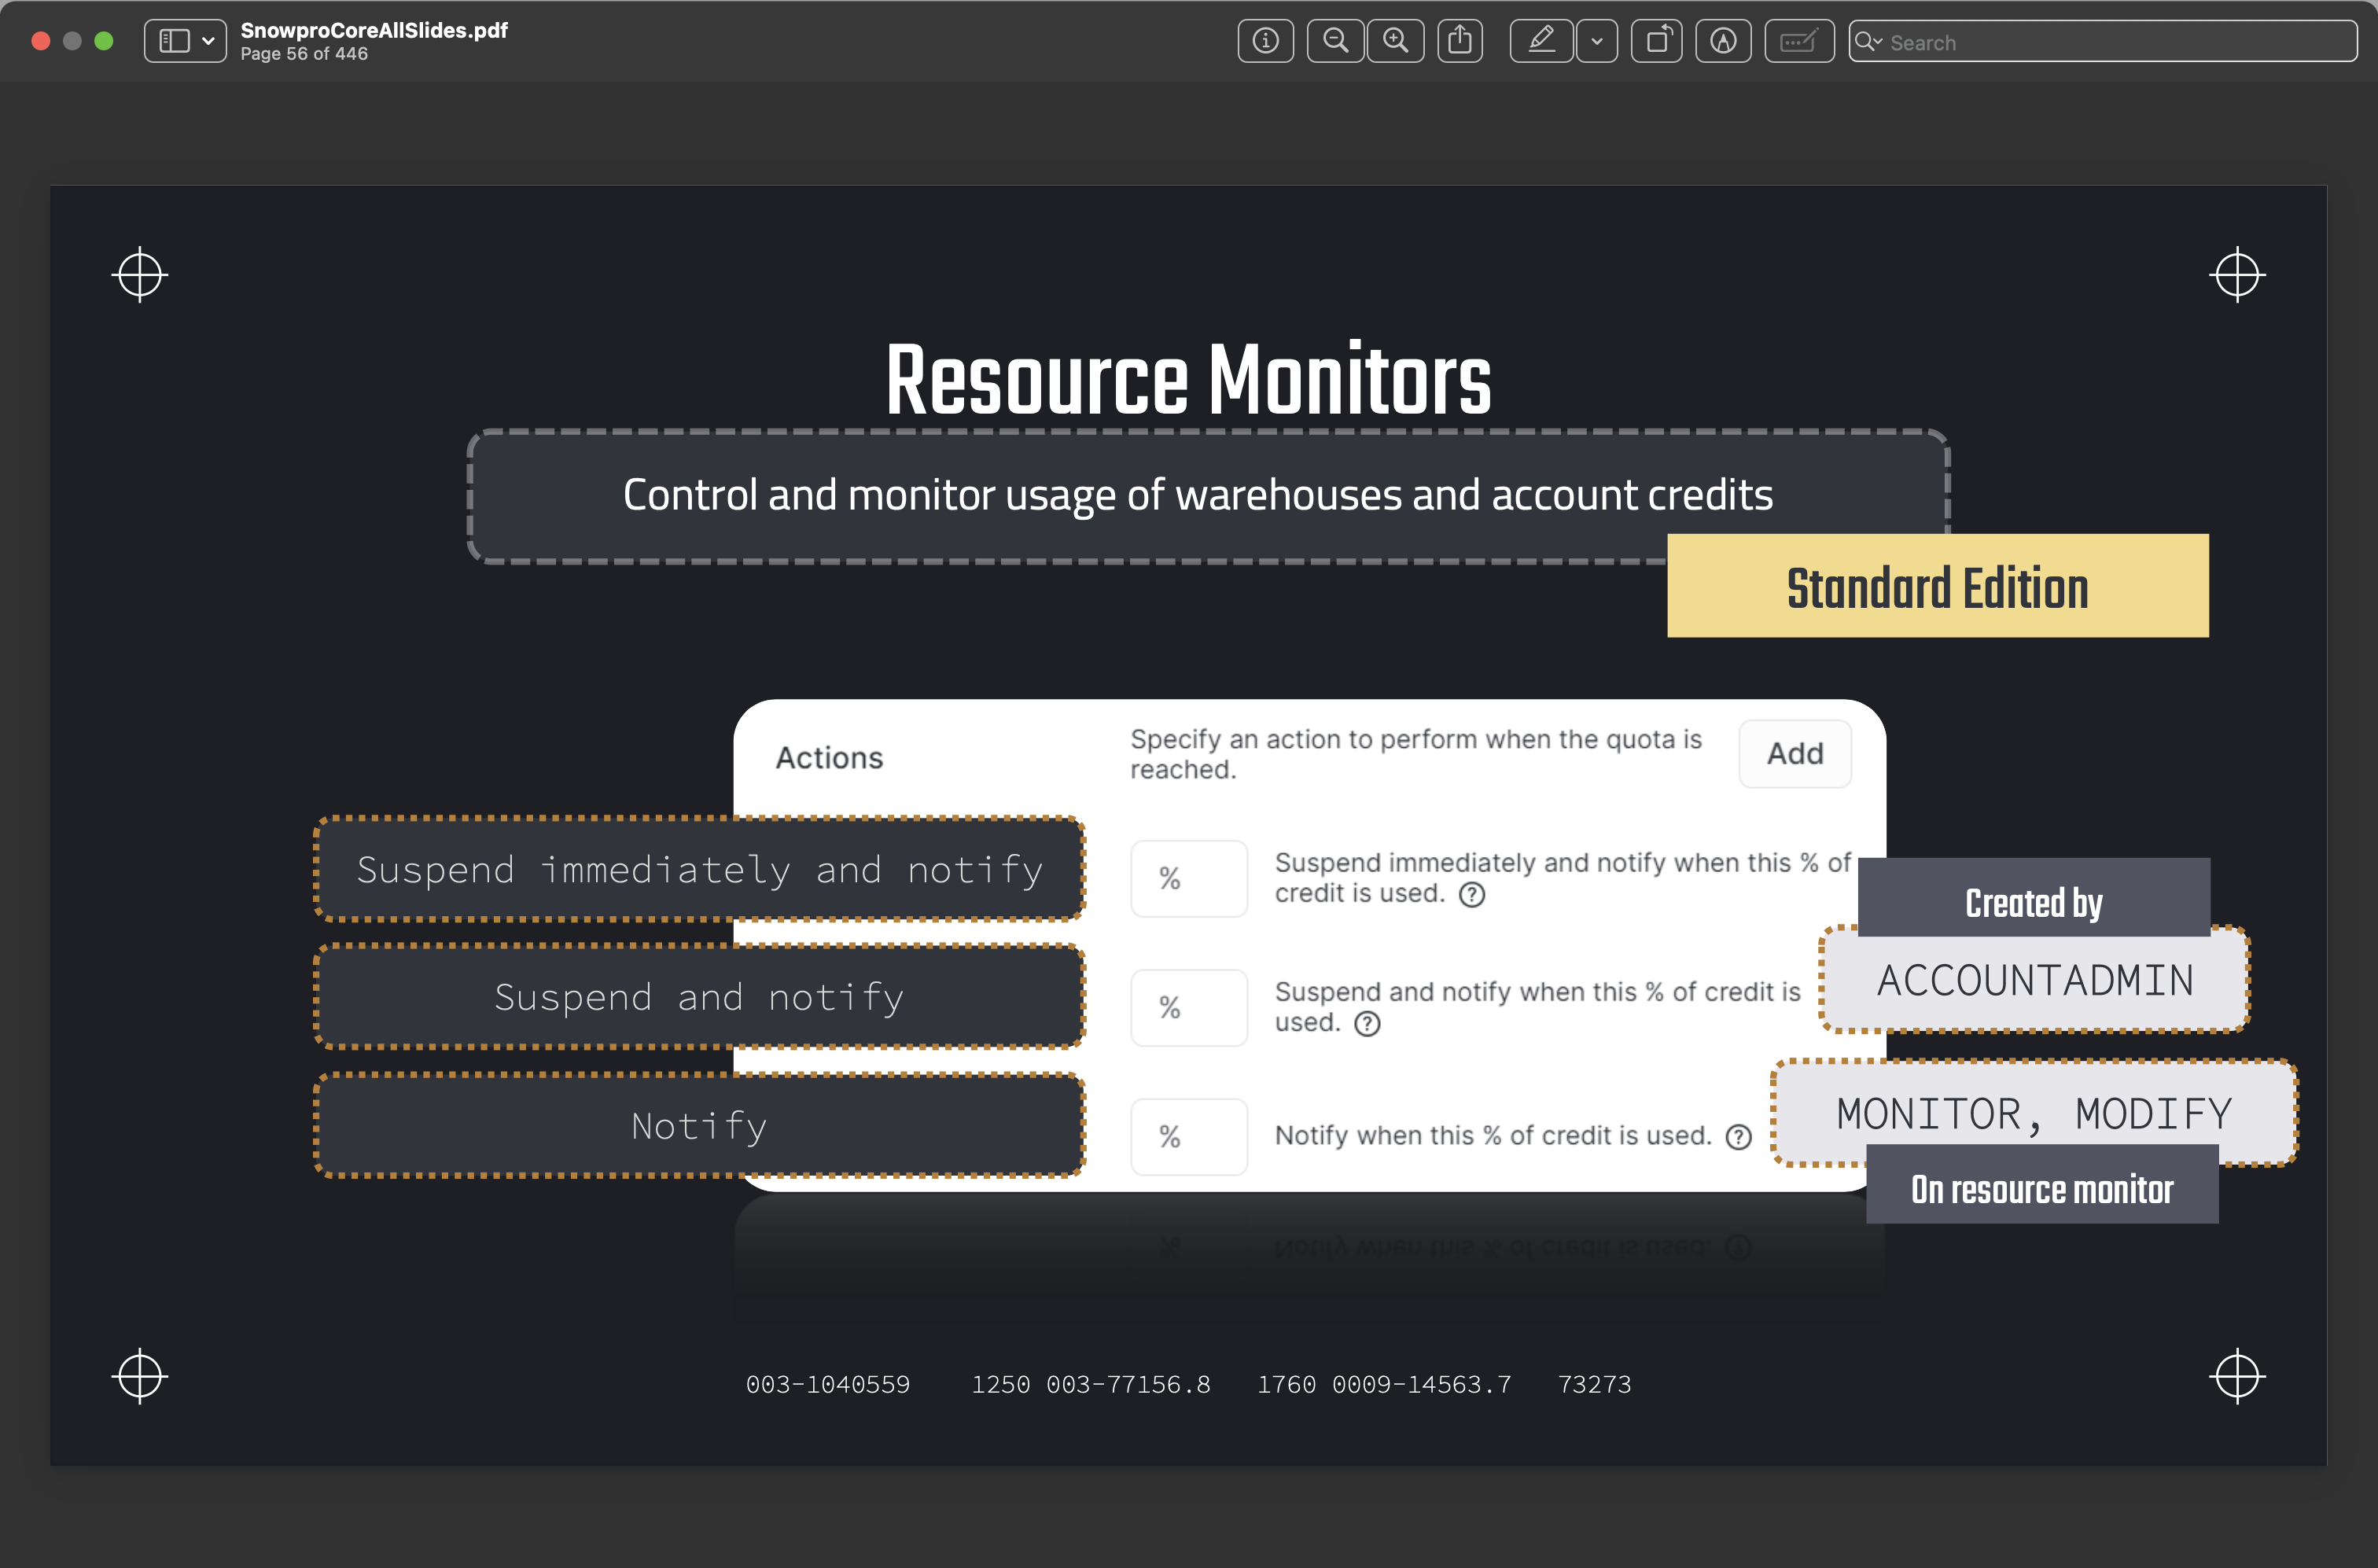 SnowproCoreAllSlides.pdf
Page 56 of 446
Search
Resource Monitors
Control and monitor usage of warehouses and account credits
Standard Edition
Actions
Specify an action to perform when the quota is
reached.
Add
Suspend immediately and notify
%
Suspend immediately and notify when this % of
credit is used.
Created by
ACCOUNTADMIN
Suspend and notify
%
Suspend and notify when this % of credit is
used.
Notify
%
Notify when this % of credit is used.
MONITOR, MODIFY
On resource monitor
003-1040559 1250 003-77156.8 1760 0009-14563.7 73273